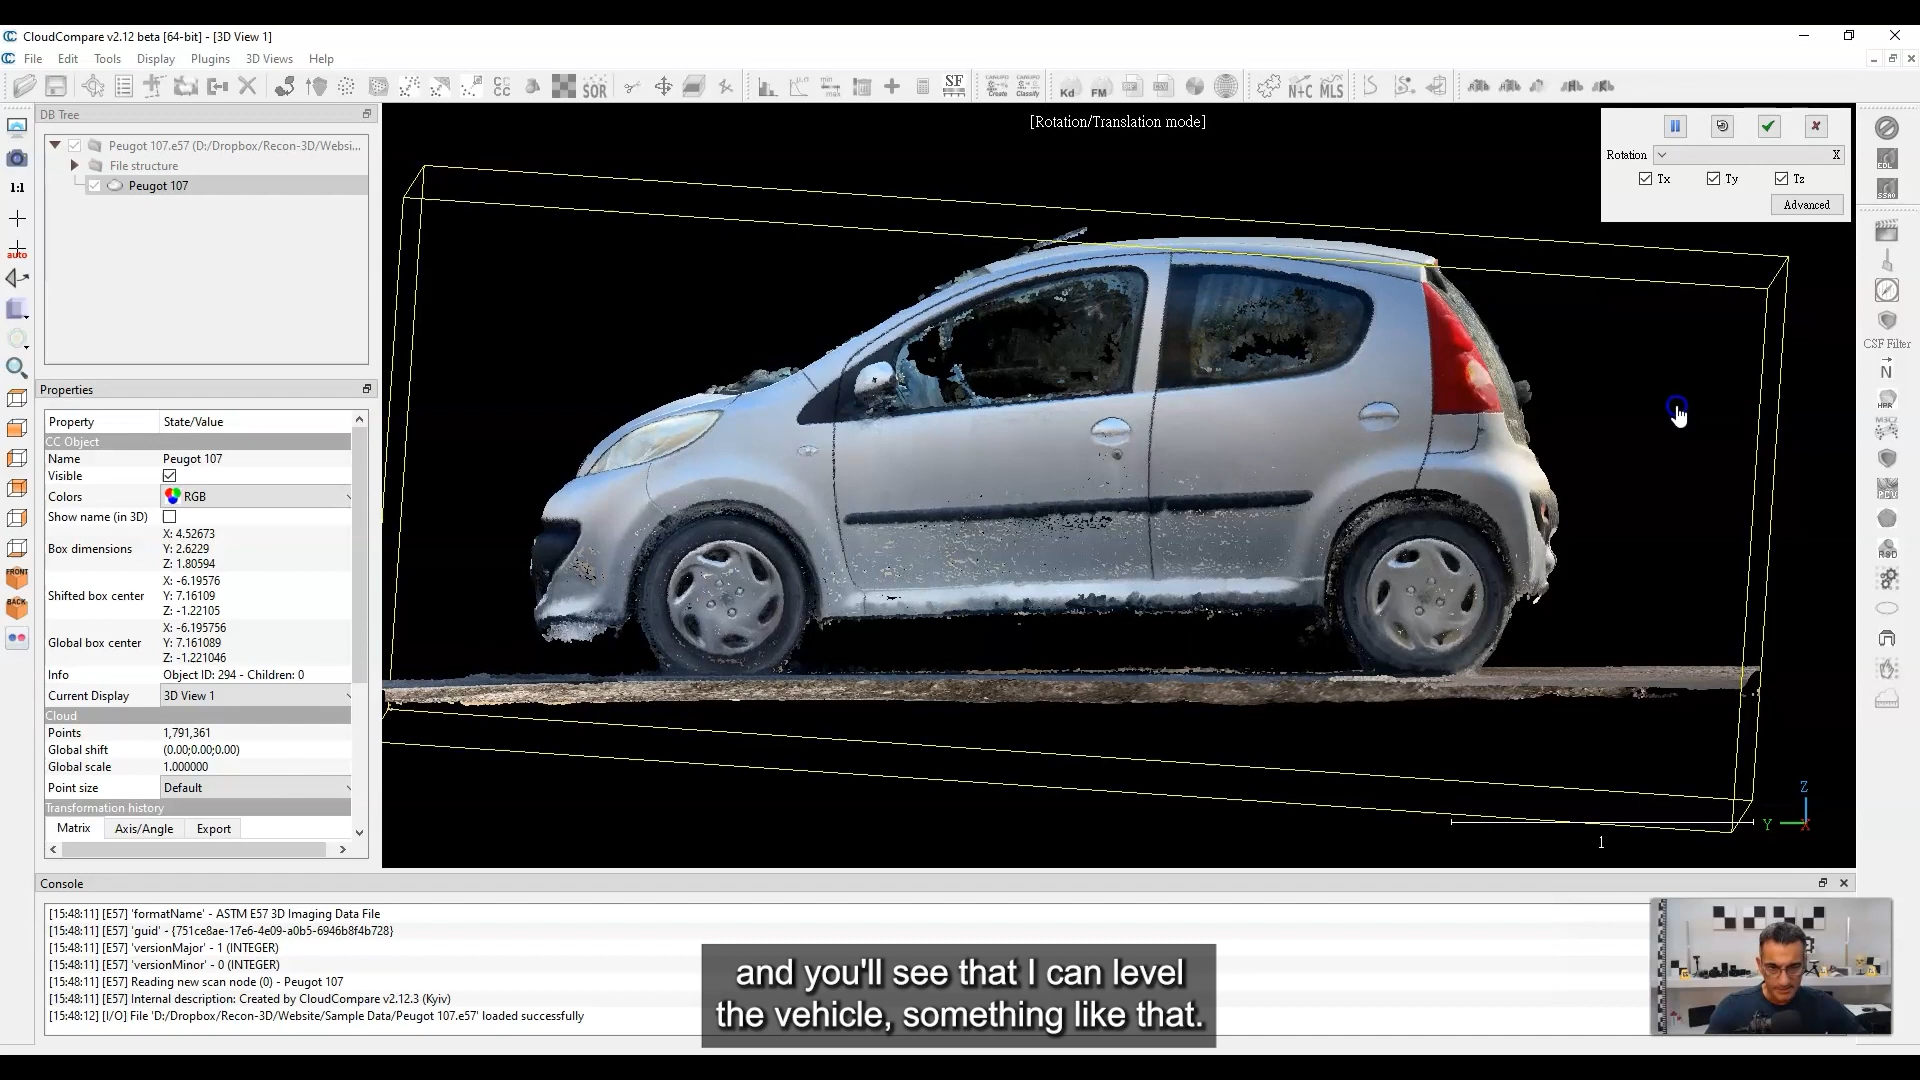 CloudCompare v2.12 beta [64-bit] - [3D View 1]
File Edit Tools Display Plugins 3D Views Help
SOR
SF
Kd FM
N+C MLS
DB Tree
Peugot 107.e57 (D:/Dropbox/Recon-3D/Websi...
File structure
Peugot 107
1:1
auto
FRONT
BACK
[Rotation/Translation mode]
Rotation X
Tx Ty Tz
Advanced
CSF Filter
N
Properties
Property State/Value
CC Object
Name Peugot 107
Visible
Colors RGB
Show name (in 3D)
X: 4.52673
Box dimensions Y: 2.6229
Z: 1.80594
X: -6.19576
Shifted box center Y: 7.16109
Z: -1.22105
X: -6.195756
Global box center Y: 7.161089
Z: -1.221046
Info Object ID: 294 - Children: 0
Current Display 3D View 1
Cloud
Points 1,791,361
Global shift (0.00;0.00;0.00)
Global scale 1.000000
Point size Default
Transformation history
Matrix Axis/Angle Export
Z
Y X
1
Console
[15:48:11] [E57] 'formatName' - ASTM E57 3D Imaging Data File
[15:48:11] [E57] 'guid' - {751ce8ae-17e6-4e09-a0b5-6946b8f4b728}
[15:48:11] [E57] 'versionMajor' - 1 (INTEGER)
[15:48:11] [E57] 'versionMinor' - 0 (INTEGER)
[15:48:11] [E57] Reading new scan node (0) - Peugot 107
[15:48:11] [E57] Internal description: Created by CloudCompare v2.12.3 (Kyiv)
[15:48:12] [I/O] File 'D:/Dropbox/Recon-3D/Website/Sample Data/Peugot 107.e57' loaded successfully
and you'll see that I can level
the vehicle, something like that.